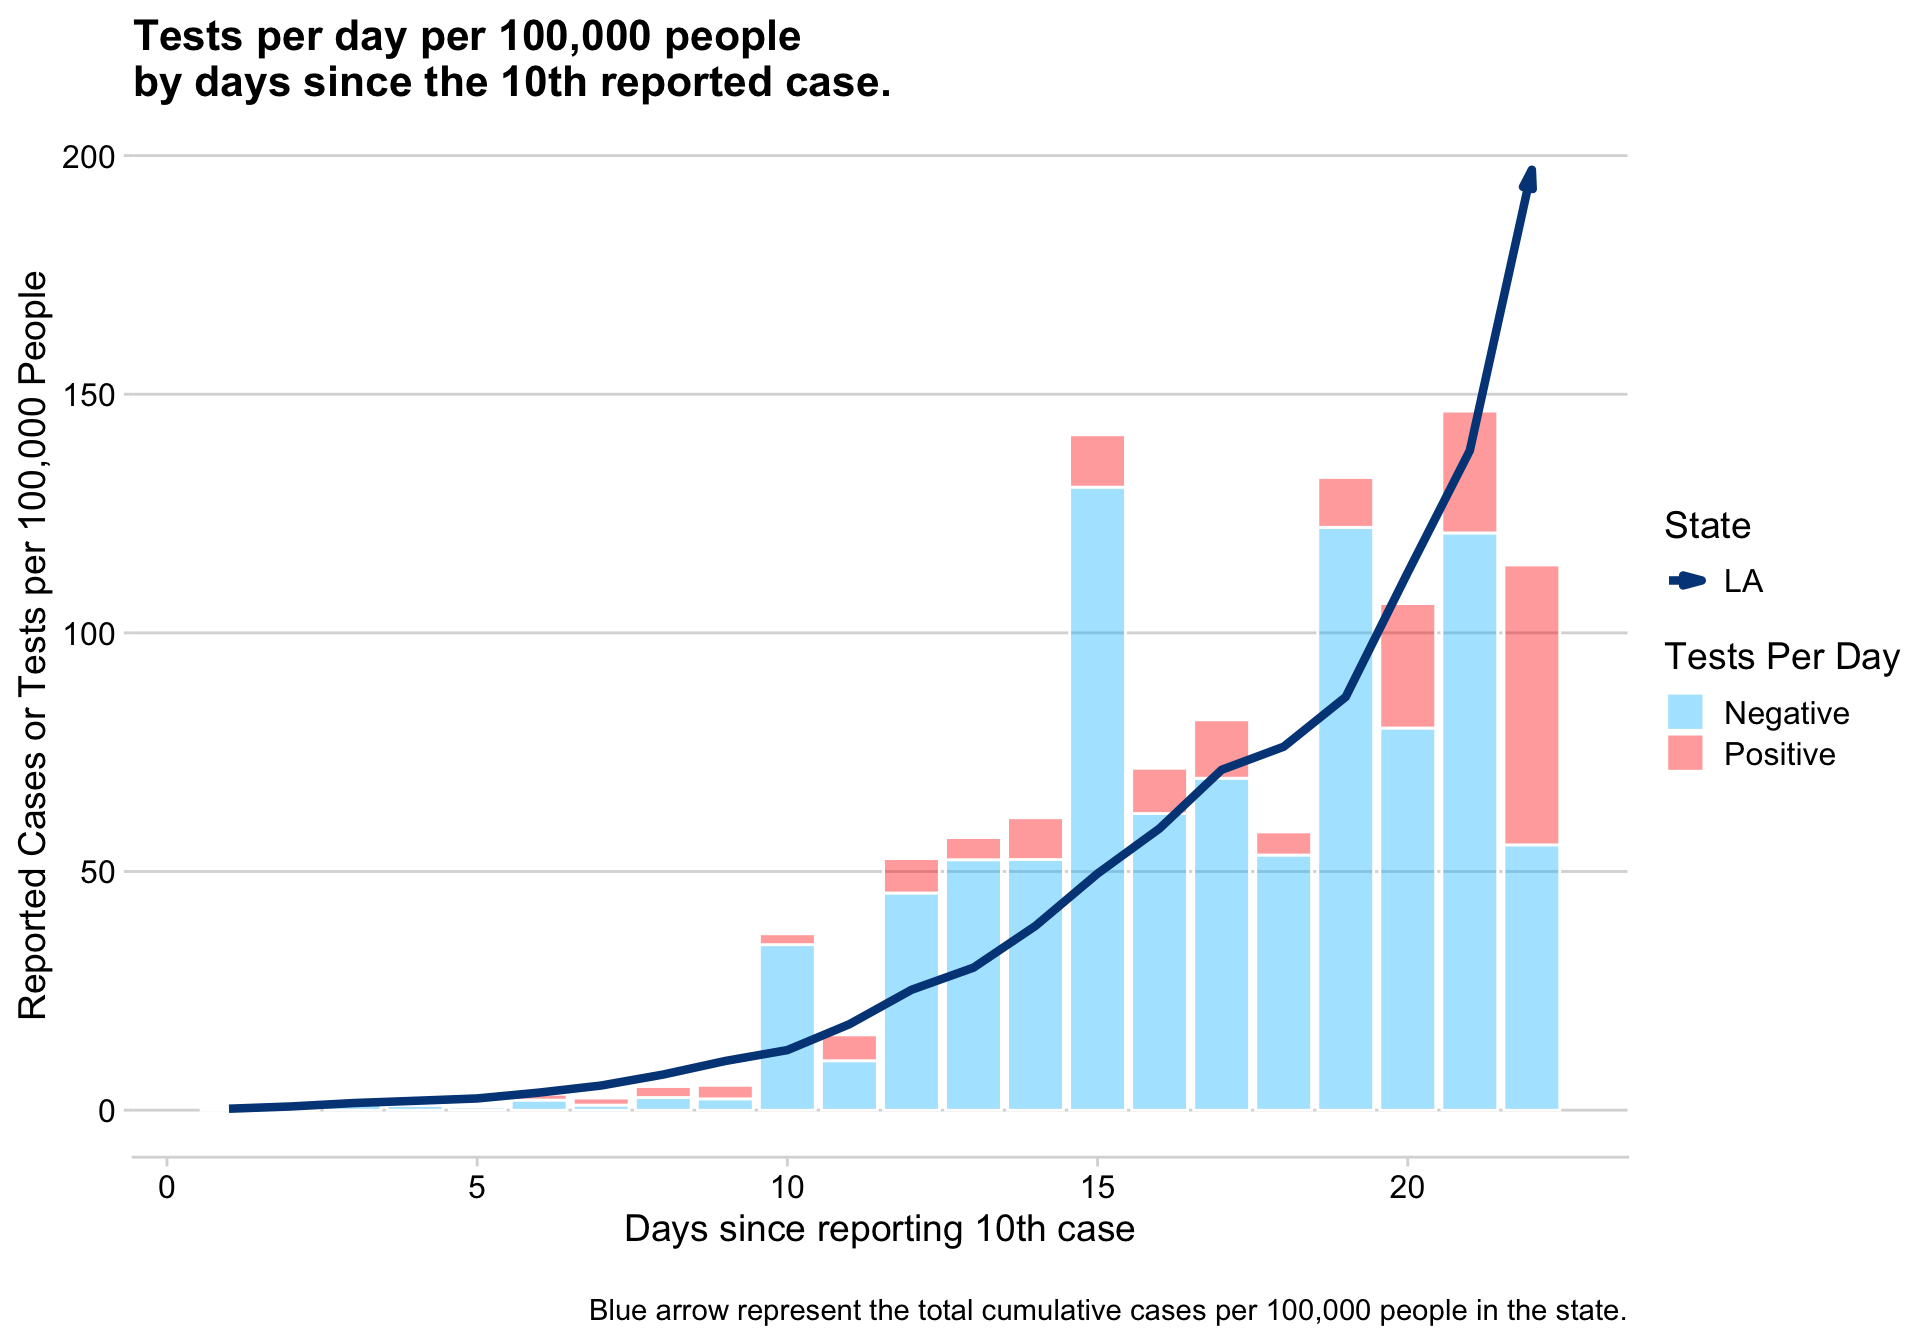 Tests per day per 100,000 people
by days since the 10th reported case.
Reported Cases or Tests per 100,000 People
200
150
100
50
0
0
5
10
15
20
Days since reporting 10th case
State
LA
Tests Per Day
Negative
Positive
Blue arrow represent the total cumulative cases per 100,000 people in the state.